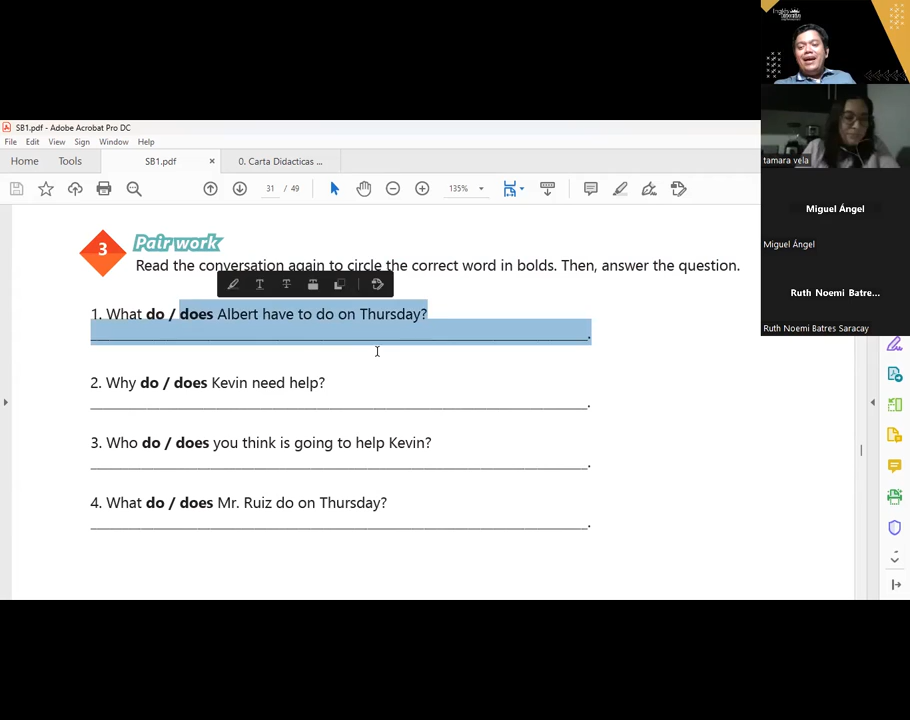 SB1.pdf - Adobe Acrobat Pro DC
File Edit View Sign Window Help
Home Tools SB1.pdf × 0. Carta Didacticas ...
31 / 49 135%
3 Pair work
Read the conversation again to circle the correct word in bolds. Then, answer the question.
1. What do / does Albert have to do on Thursday?
2. Why do / does Kevin need help?
3. Who do / does you think is going to help Kevin?
4. What do / does Mr. Ruiz do on Thursday?
tamara vela
Miguel Ángel
Miguel Ángel
Ruth Noemi Batre...
Ruth Noemi Batres Saracay